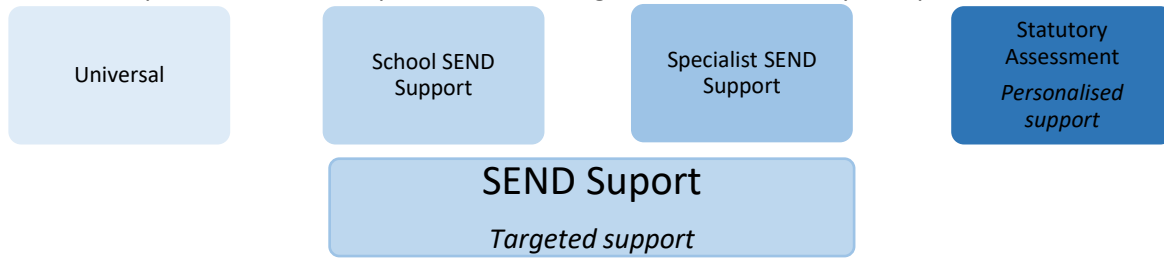 Universal
School SEND
Support
Specialist SEND
Support
Statutory
Assessment
Personalised
support
SEND Suport
Targeted support